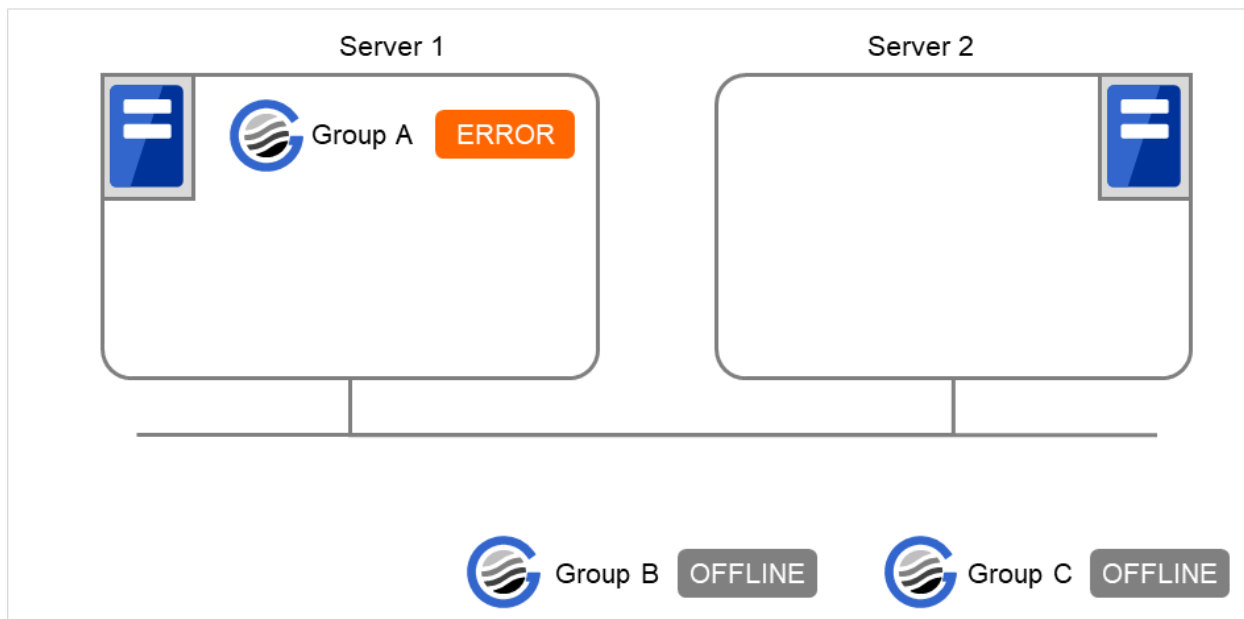 Server 1
Server 2
Group A ERROR
Group B OFFLINE
Group C OFFLINE